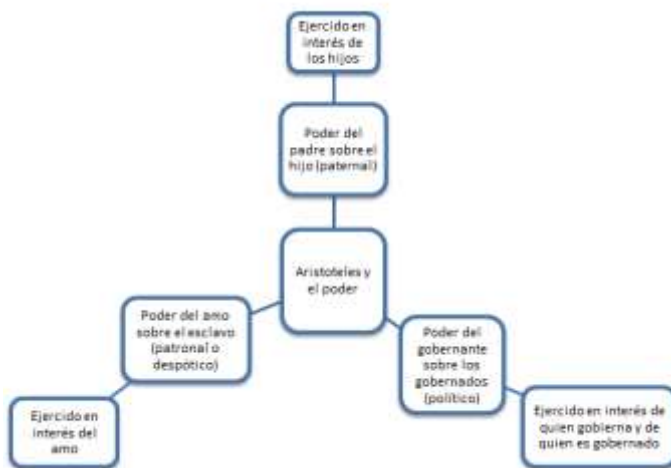 Ejercido en
interés de
los hijos
Poder del
padre sobre el
hijo (paternal)
Aristoteles y
el poder
Poder del amo
sobre el esclavo
(patronal o
despótico)
Ejercido en
interés del
amo
Poder del
gobernante
sobre los
gobernados
(político)
Ejercido en interés de
quien gobierna y de
quien es gobernado